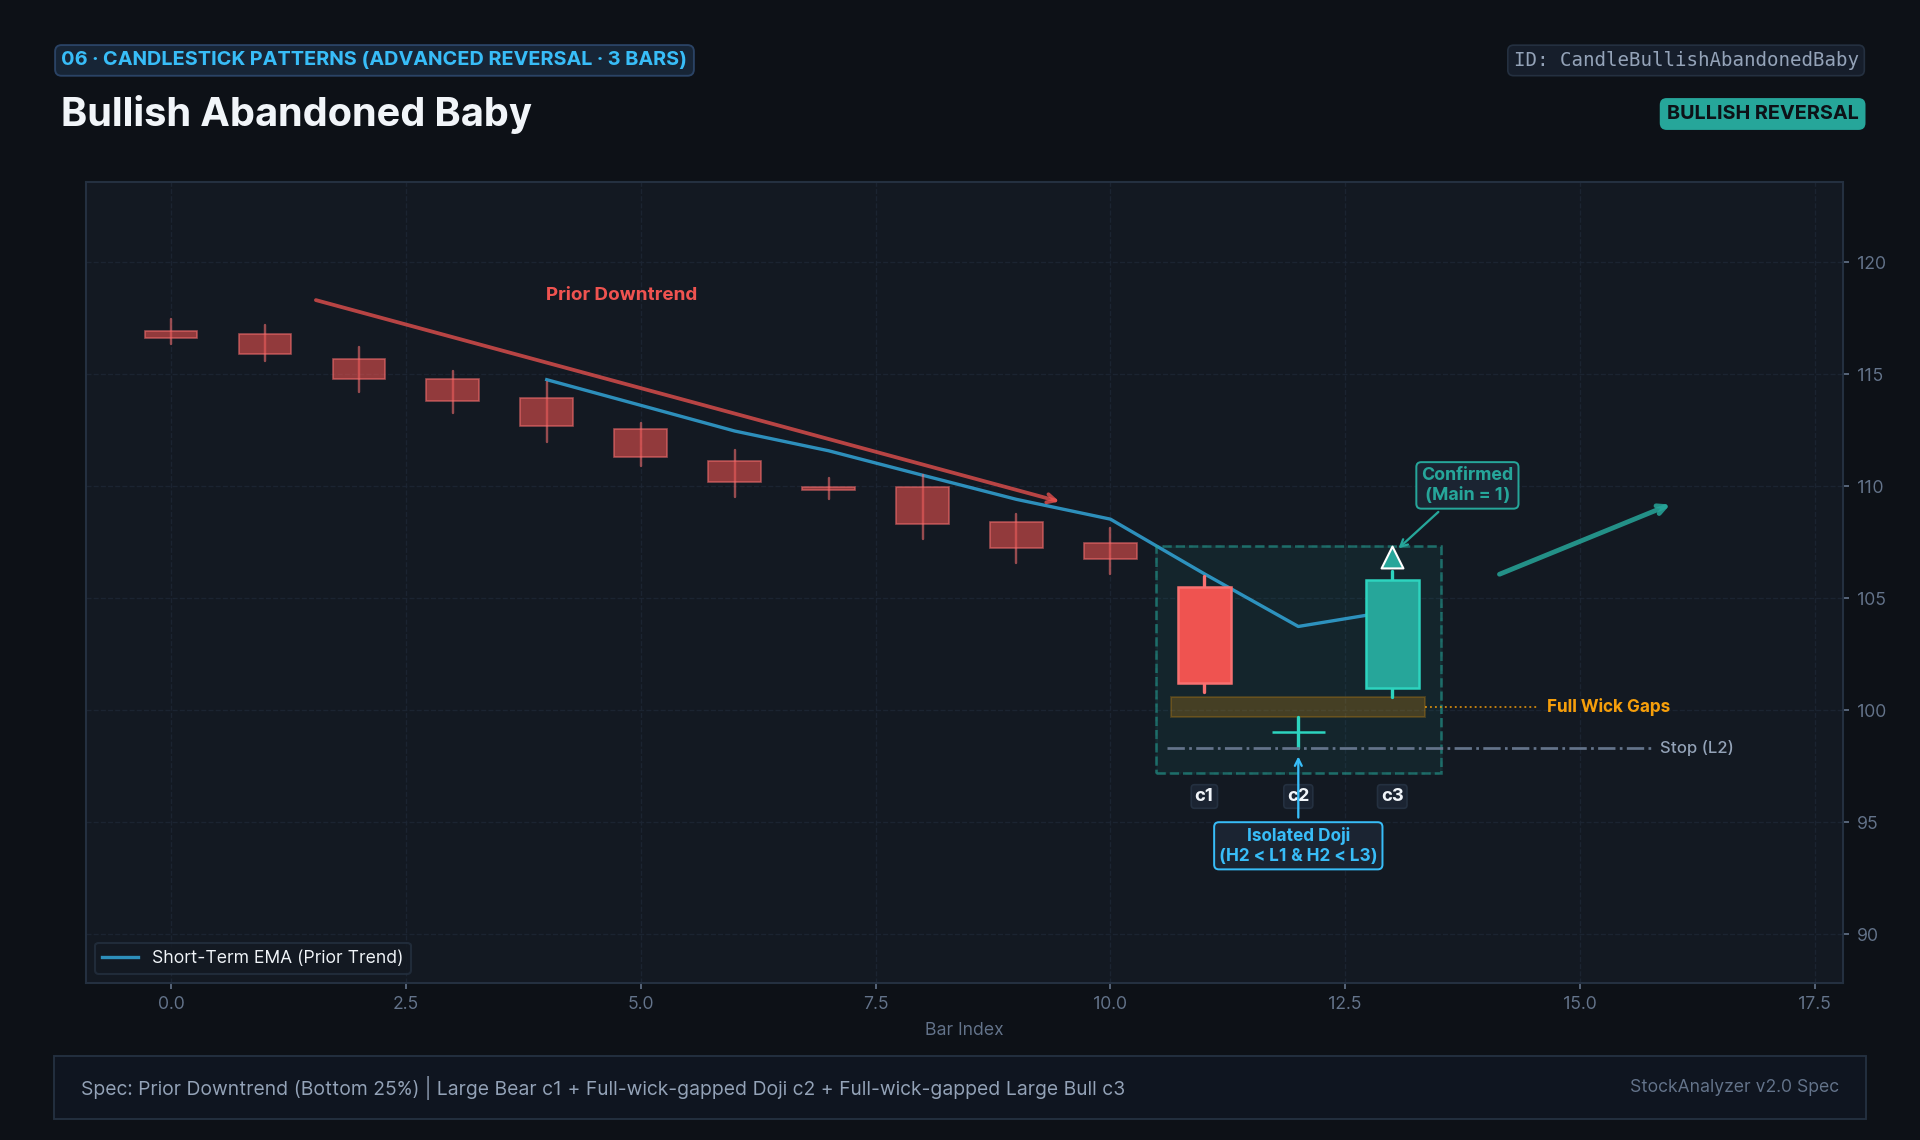 06 · CANDLESTICK PATTERNS (ADVANCED REVERSAL · 3 BARS)
ID: CandleBullishAbandonedBaby
Bullish Abandoned Baby
BULLISH REVERSAL
Prior Downtrend
120
115
110
105
100
95
90
Confirmed
(Main = 1)
Full Wick Gaps
Stop (L2)
c1
c2
c3
Isolated Doji
(H2 < L1 & H2 < L3)
Short-Term EMA (Prior Trend)
0.0
2.5
5.0
7.5
10.0
12.5
15.0
17.5
Bar Index
Spec: Prior Downtrend (Bottom 25%) | Large Bear c1 + Full-wick-gapped Doji c2 + Full-wick-gapped Large Bull c3
StockAnalyzer v2.0 Spec